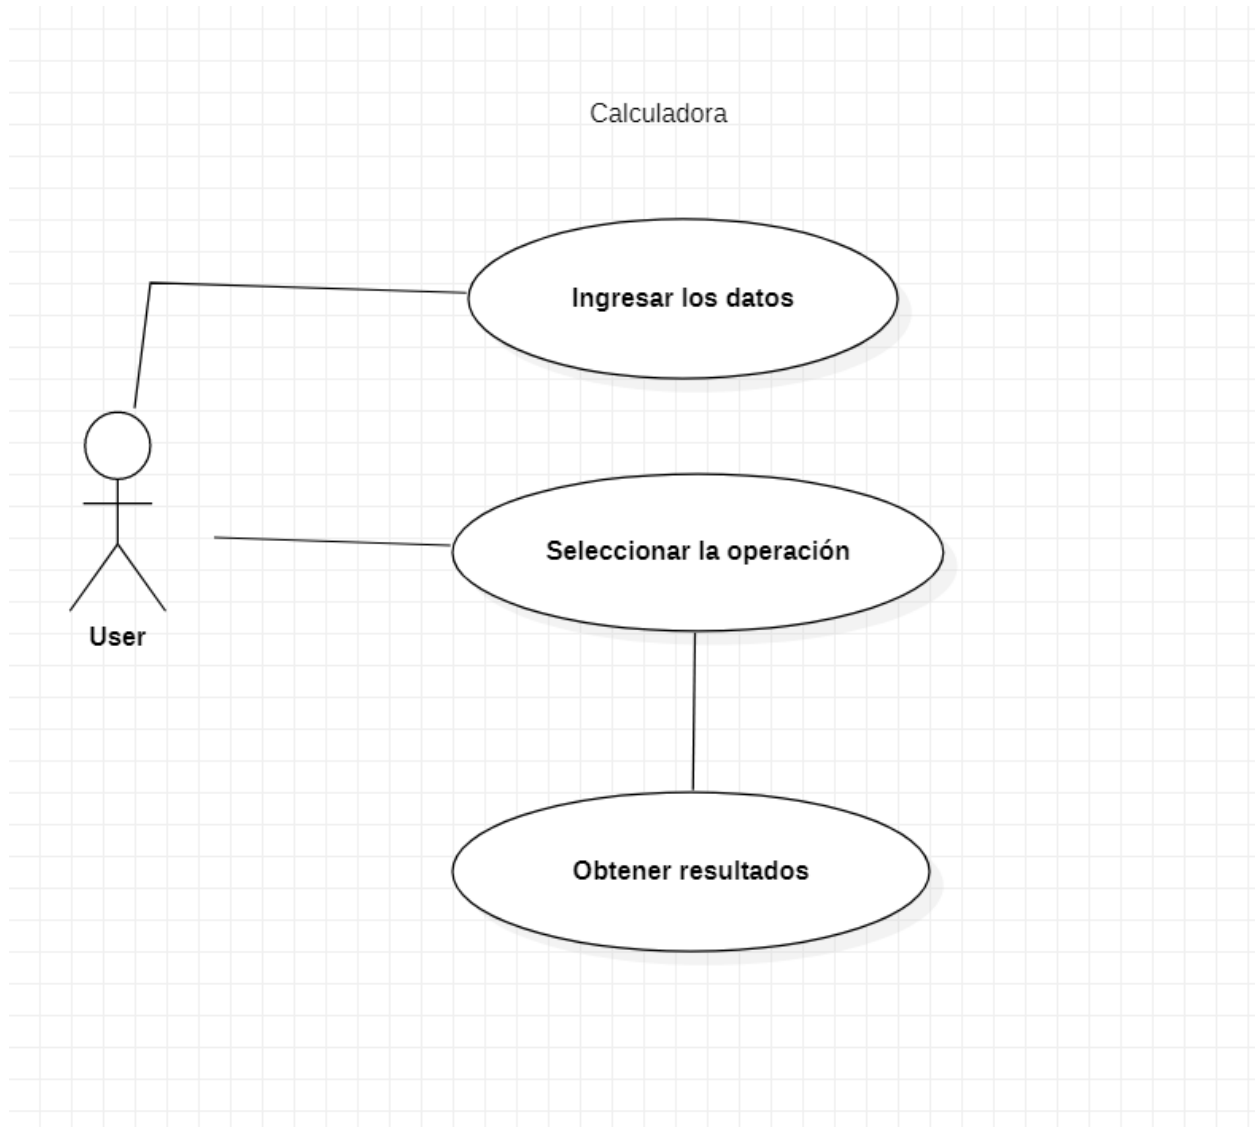 Calculadora
Ingresar los datos
Seleccionar la operación
User
Obtener resultados